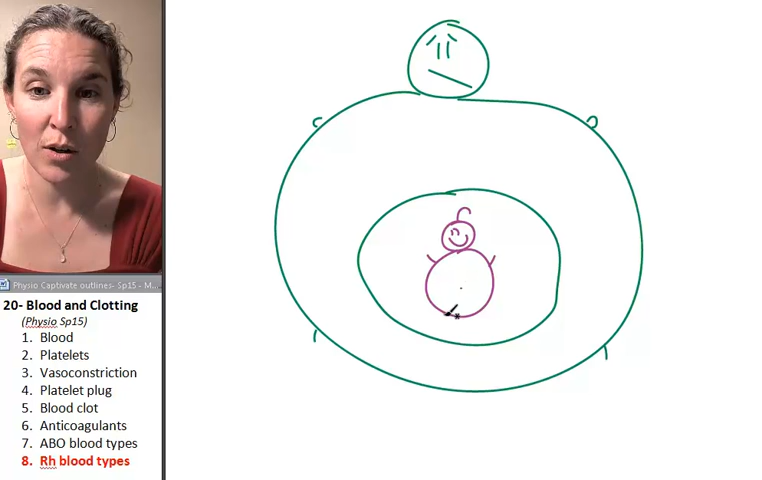 Physio Captivate outlines- Sp15 - M...
20- Blood and Clotting
(Physio Sp15)
1. Blood
2. Platelets
3. Vasoconstriction
4. Platelet plug
5. Blood clot
6. Anticoagulants
7. ABO blood types
8. Rh blood types